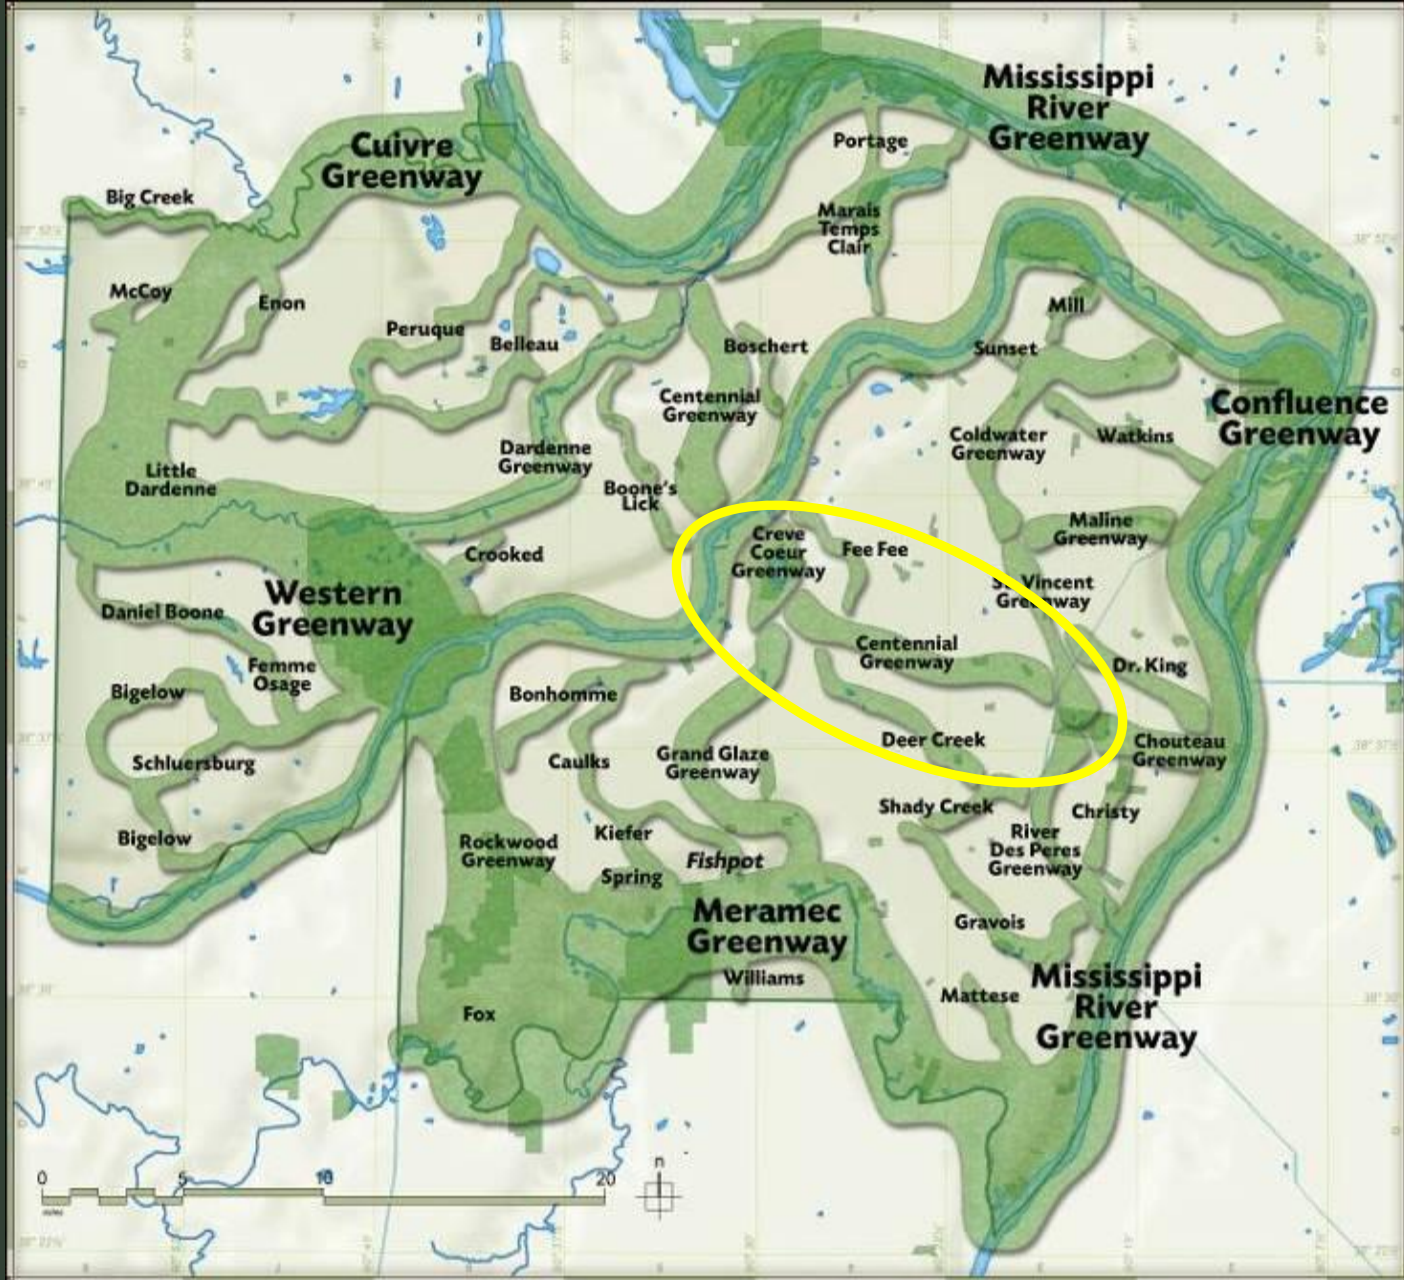 Mississippi
River
Greenway
Cuivre
Greenway
Portage
Big Creek
Marais
Temps
Clair
McCoy
Enon
Mill
Peruque
Belleau
Boschert
Sunset
Centennial
Greenway
Confluence
Greenway
Coldwater
Greenway
Watkins
Dardenne
Greenway
Little
Dardenne
Boone's
Lick
Maline
Greenway
Creve
Coeur
Greenway
Fee Fee
Crooked
Western
Greenway
St. Vincent
Greenway
Daniel Boone
Centennial
Greenway
Dr. King
Femme
Osage
Bigelow
Bonhomme
Deer Creek
Chouteau
Greenway
Schluersburg
Caulks
Grand Glaze
Greenway
Shady Creek
Christy
Bigelow
Kiefer
River
Des Peres
Greenway
Rockwood
Greenway
Fishpot
Spring
Meramec
Greenway
Gravois
Williams
Mattese
Mississippi
River
Greenway
Fox
0 5 10 20
miles
n